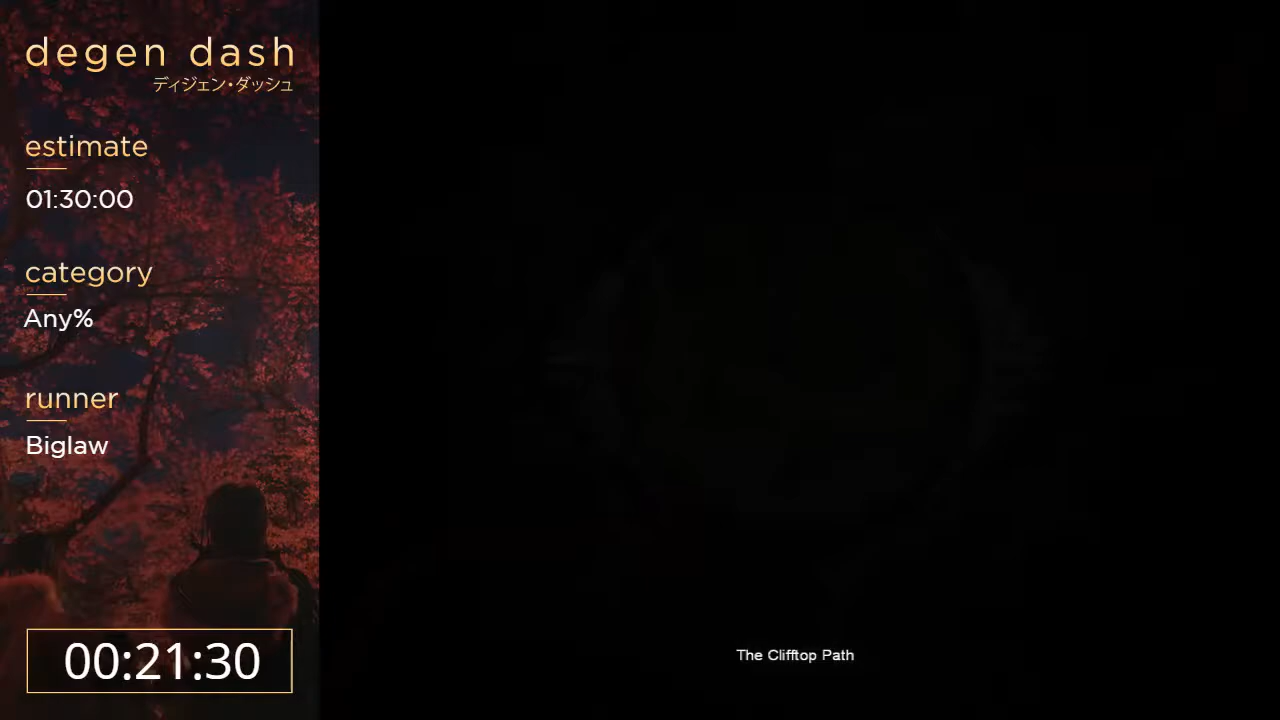 degen dash
ディジェン・ダッシュ
estimate
01:30:00
category
Any%
runner
Biglaw
00:21:30
The Clifftop Path